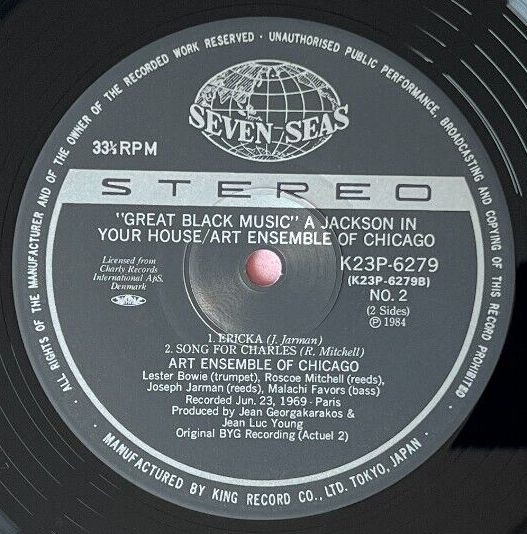 ALL RIGHTS OF THE MANUFACTURER AND OF THE OWNER OF THE RECORDED WORK RESERVED · UNAUTHORISED PUBLIC PERFORMANCE, BROADCASTING AND COPYING OF THIS RECORD PROHIBITED ·
SEVEN SEAS
33⅓RPM
STEREO
"GREAT BLACK MUSIC" A JACKSON IN
YOUR HOUSE/ART ENSEMBLE OF CHICAGO
Licensed from
Charly Records
International ApS.
Denmark
K23P-6279
(K23P-6279B)
NO. 2
(2 Sides)
Ⓟ 1984
1. ERICKA (J. Jarman)
2. SONG FOR CHARLES (R. Mitchell)
ART ENSEMBLE OF CHICAGO
Lester Bowie (trumpet), Roscoe Mitchell (reeds),
Joseph Jarman (reeds), Malachi Favors (bass)
Recorded Jun. 23, 1969 - Paris
Produced by Jean Georgakarakos &
Jean Luc Young
Original BYG Recording (Actuel 2)
· MANUFACTURED BY KING RECORD CO., LTD. TOKYO, JAPAN ·